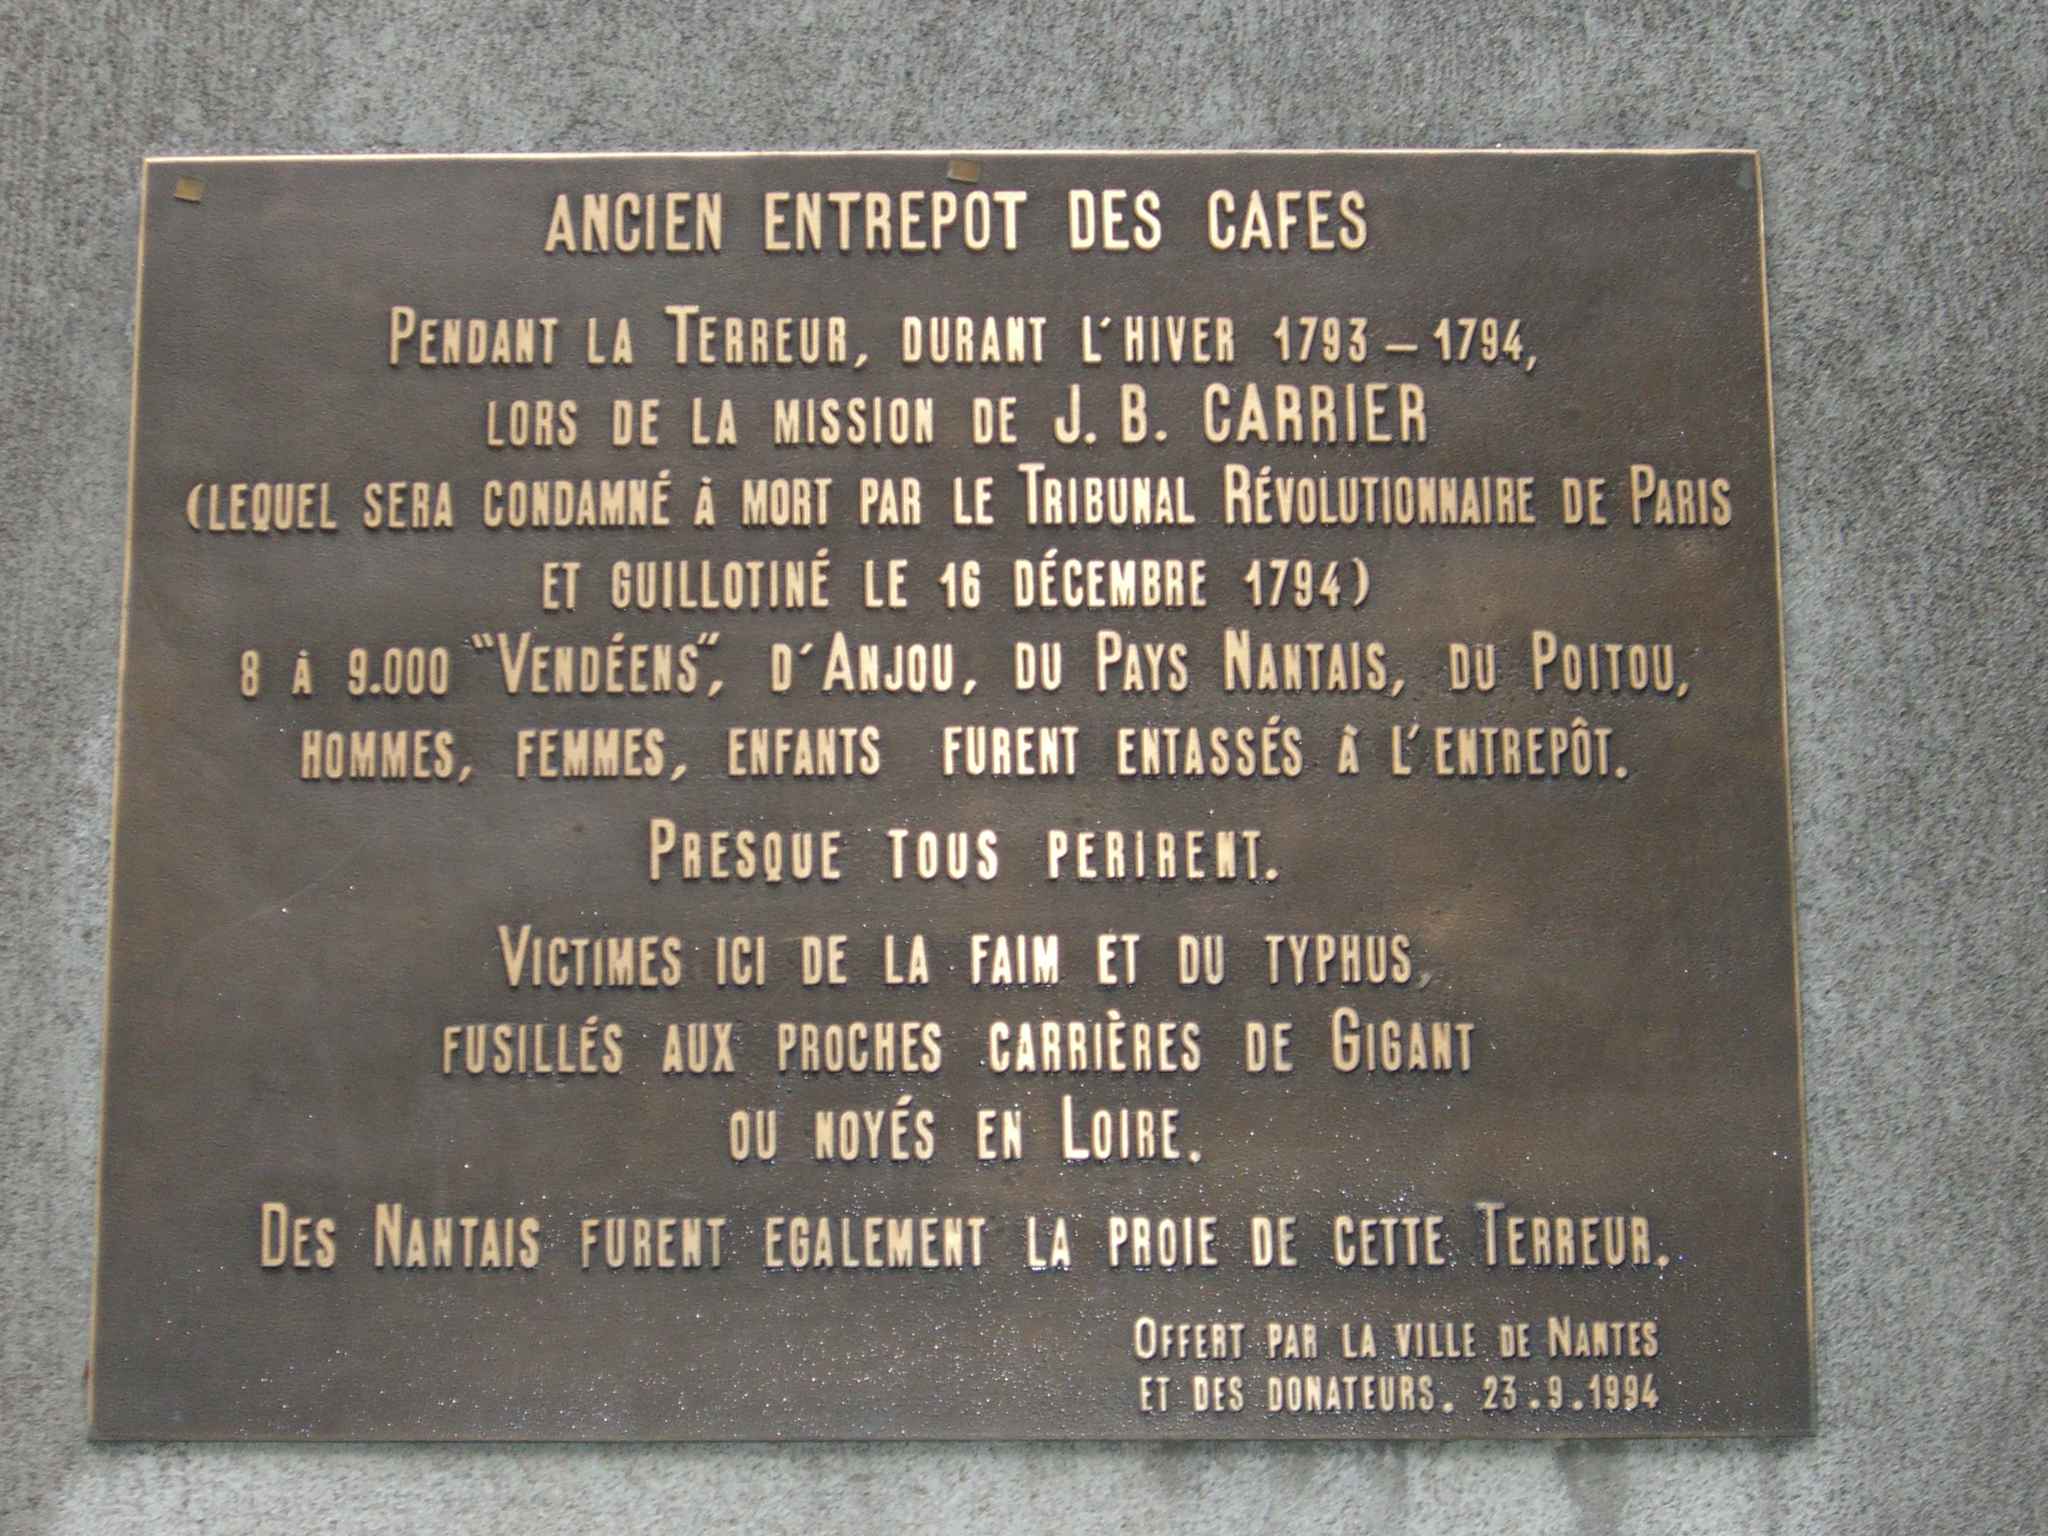 ANCIEN ENTREPOT DES CAFES
PENDANT LA TERREUR, DURANT L'HIVER 1793 – 1794,
LORS DE LA MISSION DE J. B. CARRIER
(LEQUEL SERA CONDAMNÉ À MORT PAR LE TRIBUNAL RÉVOLUTIONNAIRE DE PARIS
ET GUILLOTINÉ LE 16 DÉCEMBRE 1794)
8 À 9.000 "VENDÉENS", D'ANJOU, DU PAYS NANTAIS, DU POITOU,
HOMMES, FEMMES, ENFANTS FURENT ENTASSÉS À L'ENTREPÔT.
PRESQUE TOUS PERIRENT.
VICTIMES ICI DE LA FAIM ET DU TYPHUS,
FUSILLÉS AUX PROCHES CARRIÈRES DE GIGANT
OU NOYÉS EN LOIRE.
DES NANTAIS FURENT EGALEMENT LA PROIE DE CETTE TERREUR.
OFFERT PAR LA VILLE DE NANTES
ET DES DONATEURS. 23.9.1994